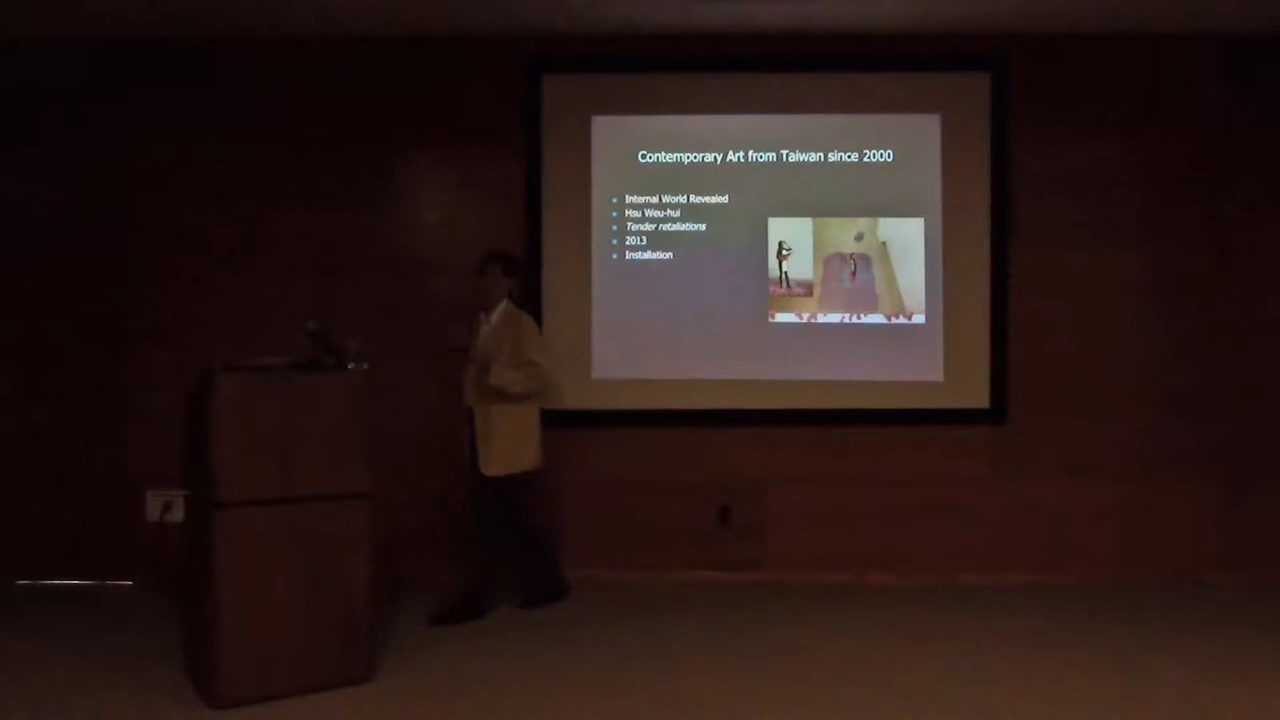 Contemporary Art from Taiwan since 2000
Internal World Revealed
Hsu Weu-hui
Tender retaliations
2013
Installation